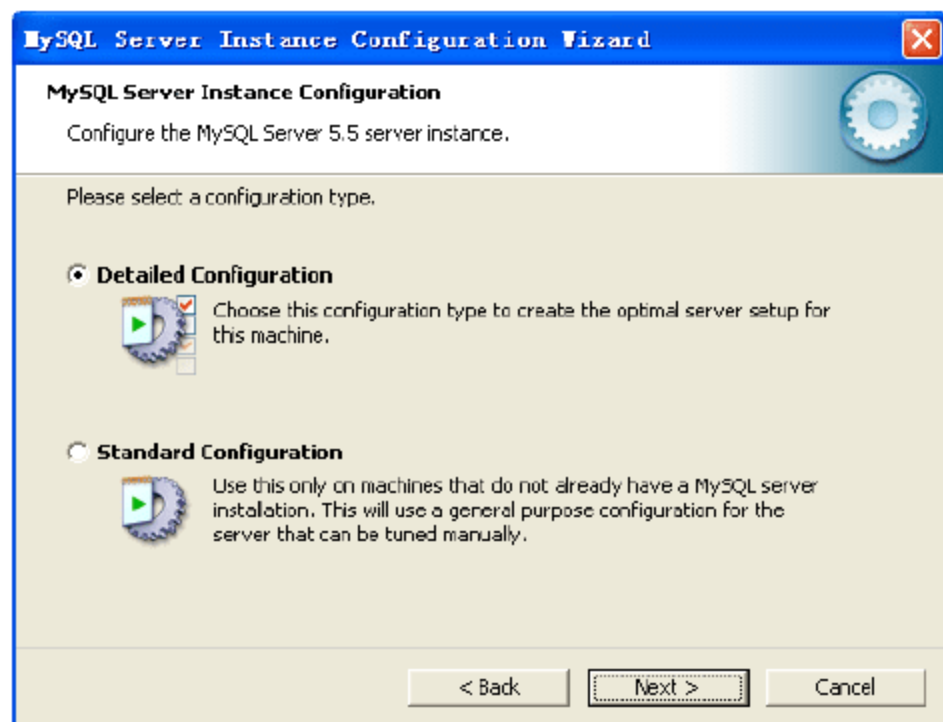 MySQL Server Instance Configuration Wizard
MySQL Server Instance Configuration
Configure the MySQL Server 5.5 server instance.
Please select a configuration type.
Detailed Configuration
Choose this configuration type to create the optimal server setup for
this machine.
Standard Configuration
Use this only on machines that do not already have a MySQL server
installation. This will use a general purpose configuration for the
server that can be tuned manually.
< Back
Next >
Cancel